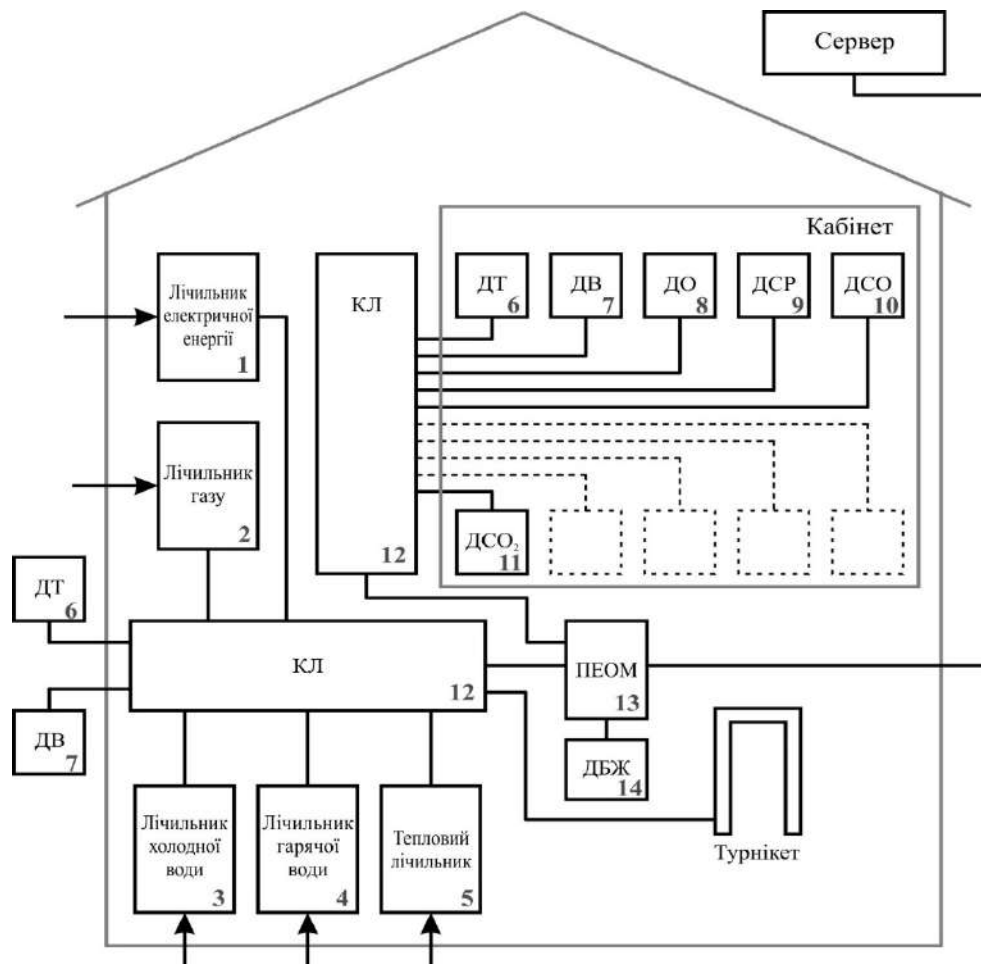 Сервер
Кабінет
Лічильник
електричної
енергії
1
КЛ
12
ДТ
6
ДВ
7
ДО
8
ДСР
9
ДСО
10
Лічильник
газу
2
ДСО₂
11
ДТ
6
КЛ
12
ПЕОМ
13
ДВ
7
ДБЖ
14
Лічильник
холодної
води
3
Лічильник
гарячої
води
4
Тепловий
лічильник
5
Турнікет